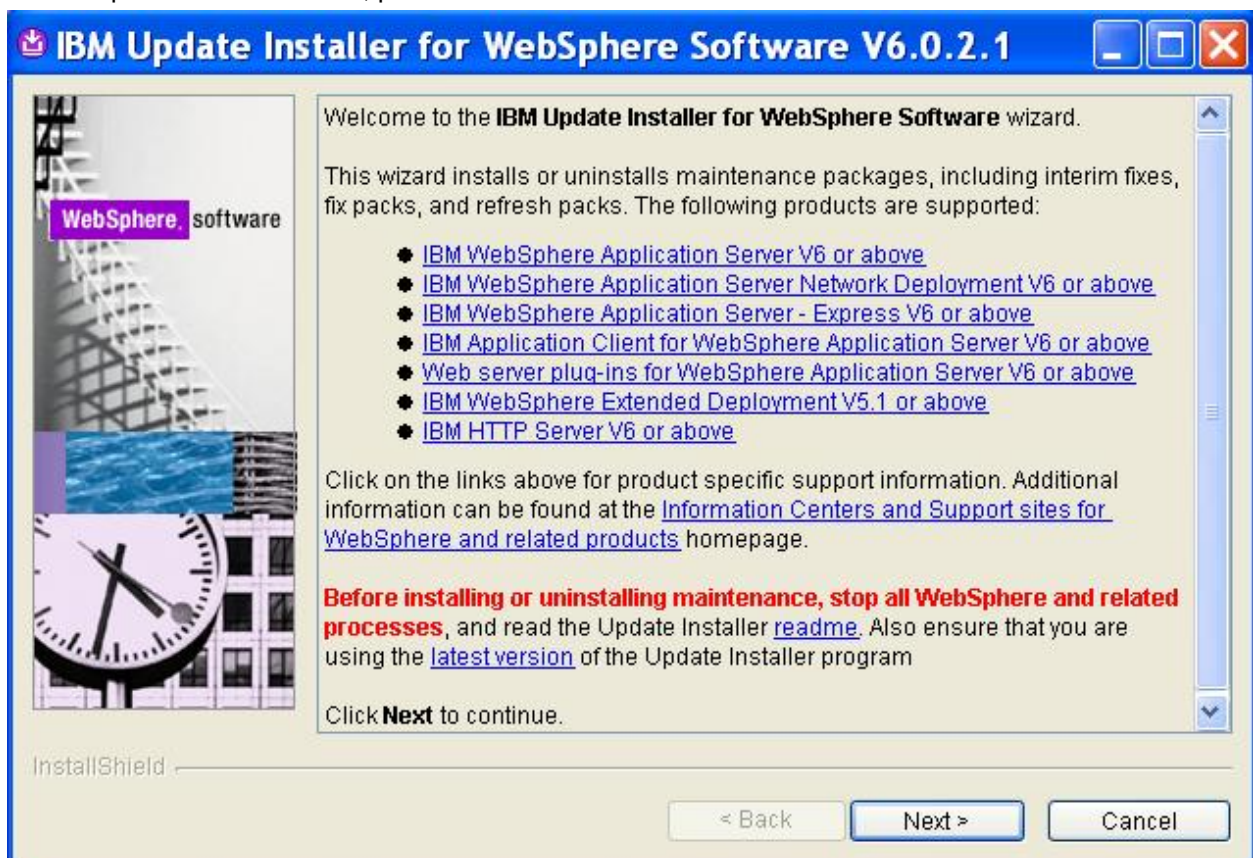 IBM Update Installer for WebSphere Software V6.0.2.1
WebSphere. software
Welcome to the IBM Update Installer for WebSphere Software wizard.
This wizard installs or uninstalls maintenance packages, including interim fixes,
fix packs, and refresh packs. The following products are supported:
● IBM WebSphere Application Server V6 or above
● IBM WebSphere Application Server Network Deployment V6 or above
● IBM WebSphere Application Server - Express V6 or above
● IBM Application Client for WebSphere Application Server V6 or above
● Web server plug-ins for WebSphere Application Server V6 or above
● IBM WebSphere Extended Deployment V5.1 or above
● IBM HTTP Server V6 or above
Click on the links above for product specific support information. Additional
information can be found at the Information Centers and Support sites for
WebSphere and related products homepage.
Before installing or uninstalling maintenance, stop all WebSphere and related
processes, and read the Update Installer readme. Also ensure that you are
using the latest version of the Update Installer program
Click Next to continue.
InstallShield
< Back
Next >
Cancel